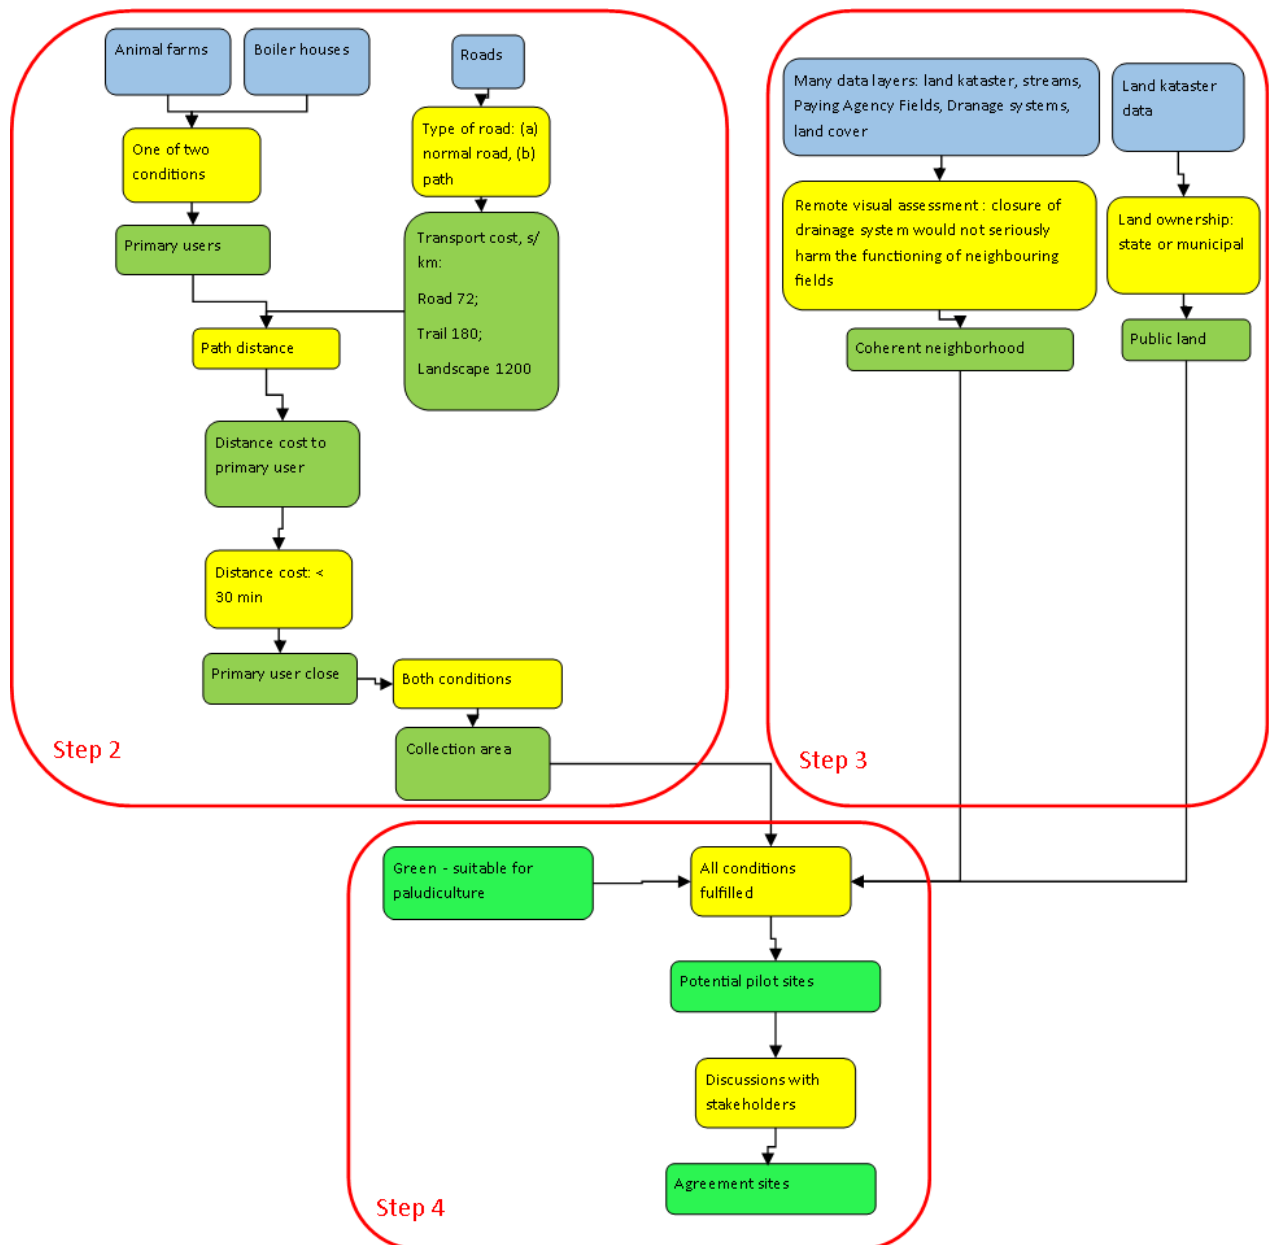 Animal farms
Boiler houses
Roads
One of two
conditions
Type of road: (a)
normal road, (b)
path
Primary users
Transport cost, s/
km:
Road 72;
Trail 180;
Landscape 1200
Path distance
Distance cost to
primary user
Distance cost: <
30 min
Primary user close
Both conditions
Collection area
Step 2
Many data layers: land kataster, streams,
Paying Agency Fields, Dranage systems,
land cover
Land kataster
data
Remote visual assessment : closure of
drainage system would not seriously
harm the functioning of neighbouring
fields
Land ownership:
state or municipal
Coherent neighborhood
Public land
Step 3
Green - suitable for
paludiculture
All conditions
fulfilled
Potential pilot sites
Discussions with
stakeholders
Agreement sites
Step 4